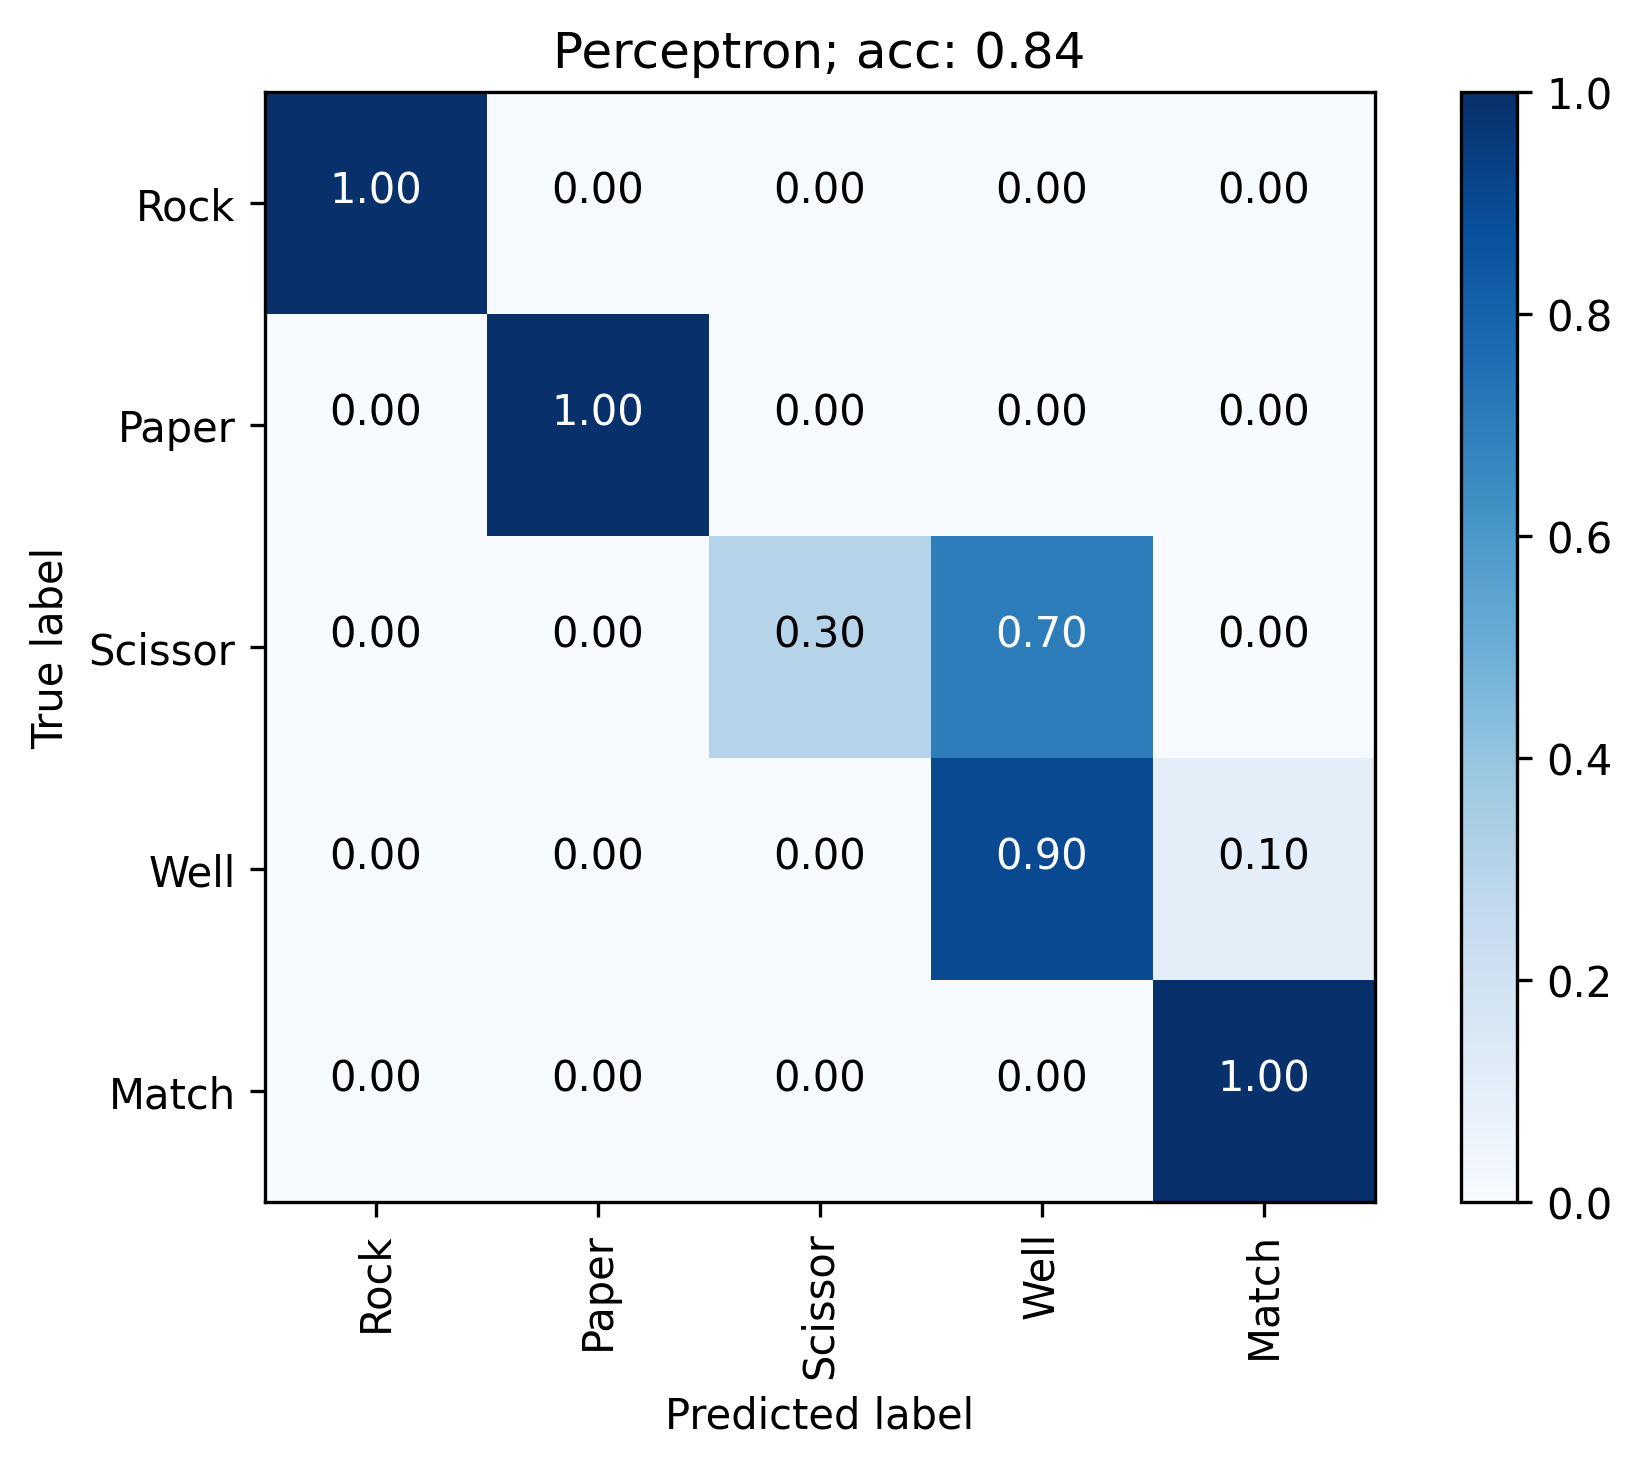 Perceptron; acc: 0.84
Rock 1.00 0.00 0.00 0.00 0.00
Paper 0.00 1.00 0.00 0.00 0.00
Scissor 0.00 0.00 0.30 0.70 0.00
Well 0.00 0.00 0.00 0.90 0.10
Match 0.00 0.00 0.00 0.00 1.00
True label
Rock Paper Scissor Well Match
Predicted label
1.0
0.8
0.6
0.4
0.2
0.0